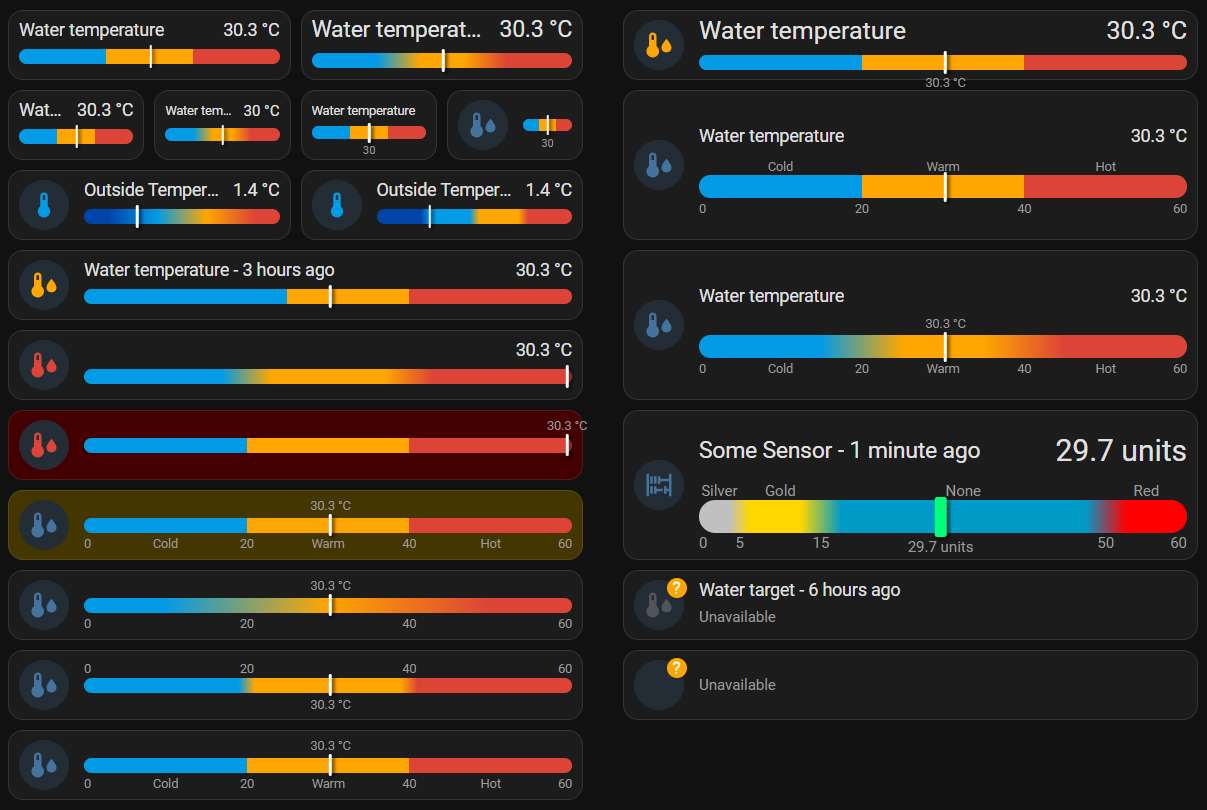 Water temperature 30.3 °C
Water temperat... 30.3 °C
Wat... 30.3 °C
Water tem... 30 °C
Water temperature
30
30
Outside Temper... 1.4 °C
Outside Temper... 1.4 °C
Water temperature - 3 hours ago 30.3 °C
30.3 °C
30.3 °C
30.3 °C
0 Cold 20 Warm 40 Hot 60
30.3 °C
0 20 40 60
0 20 40 60
30.3 °C
30.3 °C
0 Cold 20 Warm 40 Hot 60
Water temperature 30.3 °C
30.3 °C
Water temperature 30.3 °C
Cold Warm Hot
0 20 40 60
Water temperature 30.3 °C
30.3 °C
0 Cold 20 Warm 40 Hot 60
Some Sensor - 1 minute ago 29.7 units
Silver Gold None Red
0 5 15 29.7 units 50 60
?
Water target - 6 hours ago
Unavailable
?
Unavailable